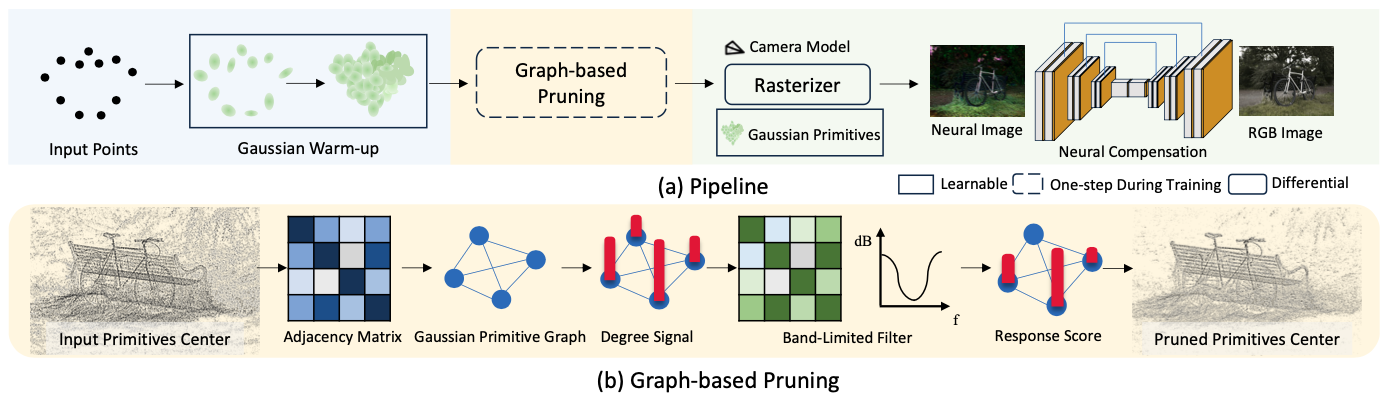 Input Points
Gaussian Warm-up
Graph-based
Pruning
Camera Model
Rasterizer
Gaussian Primitives
Neural Image
Neural Compensation
RGB Image
(a) Pipeline
Learnable
One-step During Training
Differential
Input Primitives Center
Adjacency Matrix
Gaussian Primitive Graph
Degree Signal
dB
f
Band-Limited Filter
Response Score
Pruned Primitives Center
(b) Graph-based Pruning